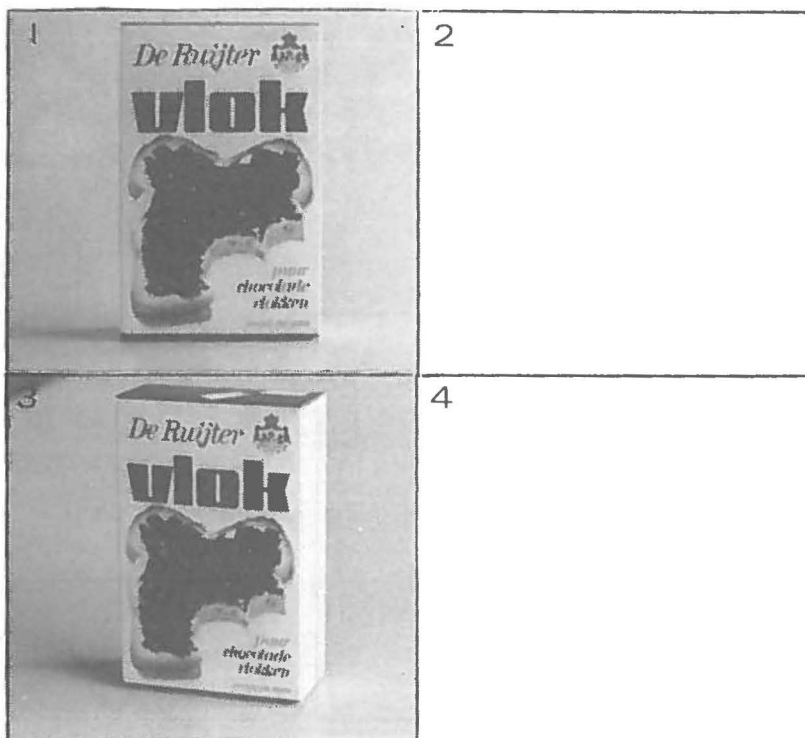 1
De Ruijter
vlok
puur
chocolade
vlokken
2
3
De Ruijter
vlok
puur
chocolade
vlokken
4